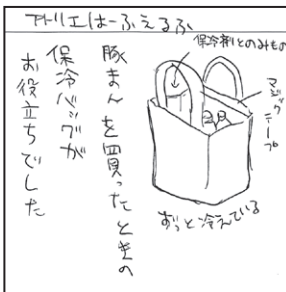 アトリエはーふえるふ
保冷剤とのみもの
マジックテープ
豚まんを買ったときの
保冷バッグが
お役立ちでした
ずっと冷えている